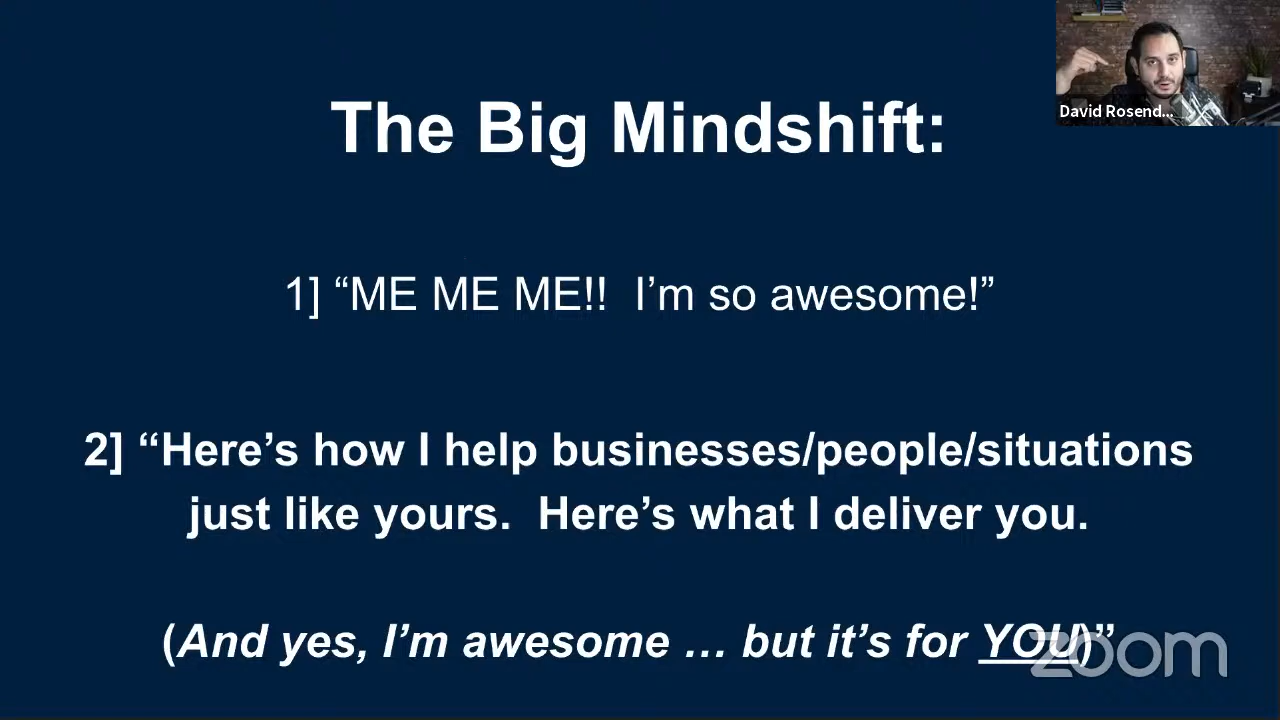 The Big Mindshift:
David Rosend...
1] “ME ME ME!!  I’m so awesome!”
2] “Here’s how I help businesses/people/situations
just like yours.  Here’s what I deliver you.
(And yes, I’m awesome … but it’s for YOU)”
zoom